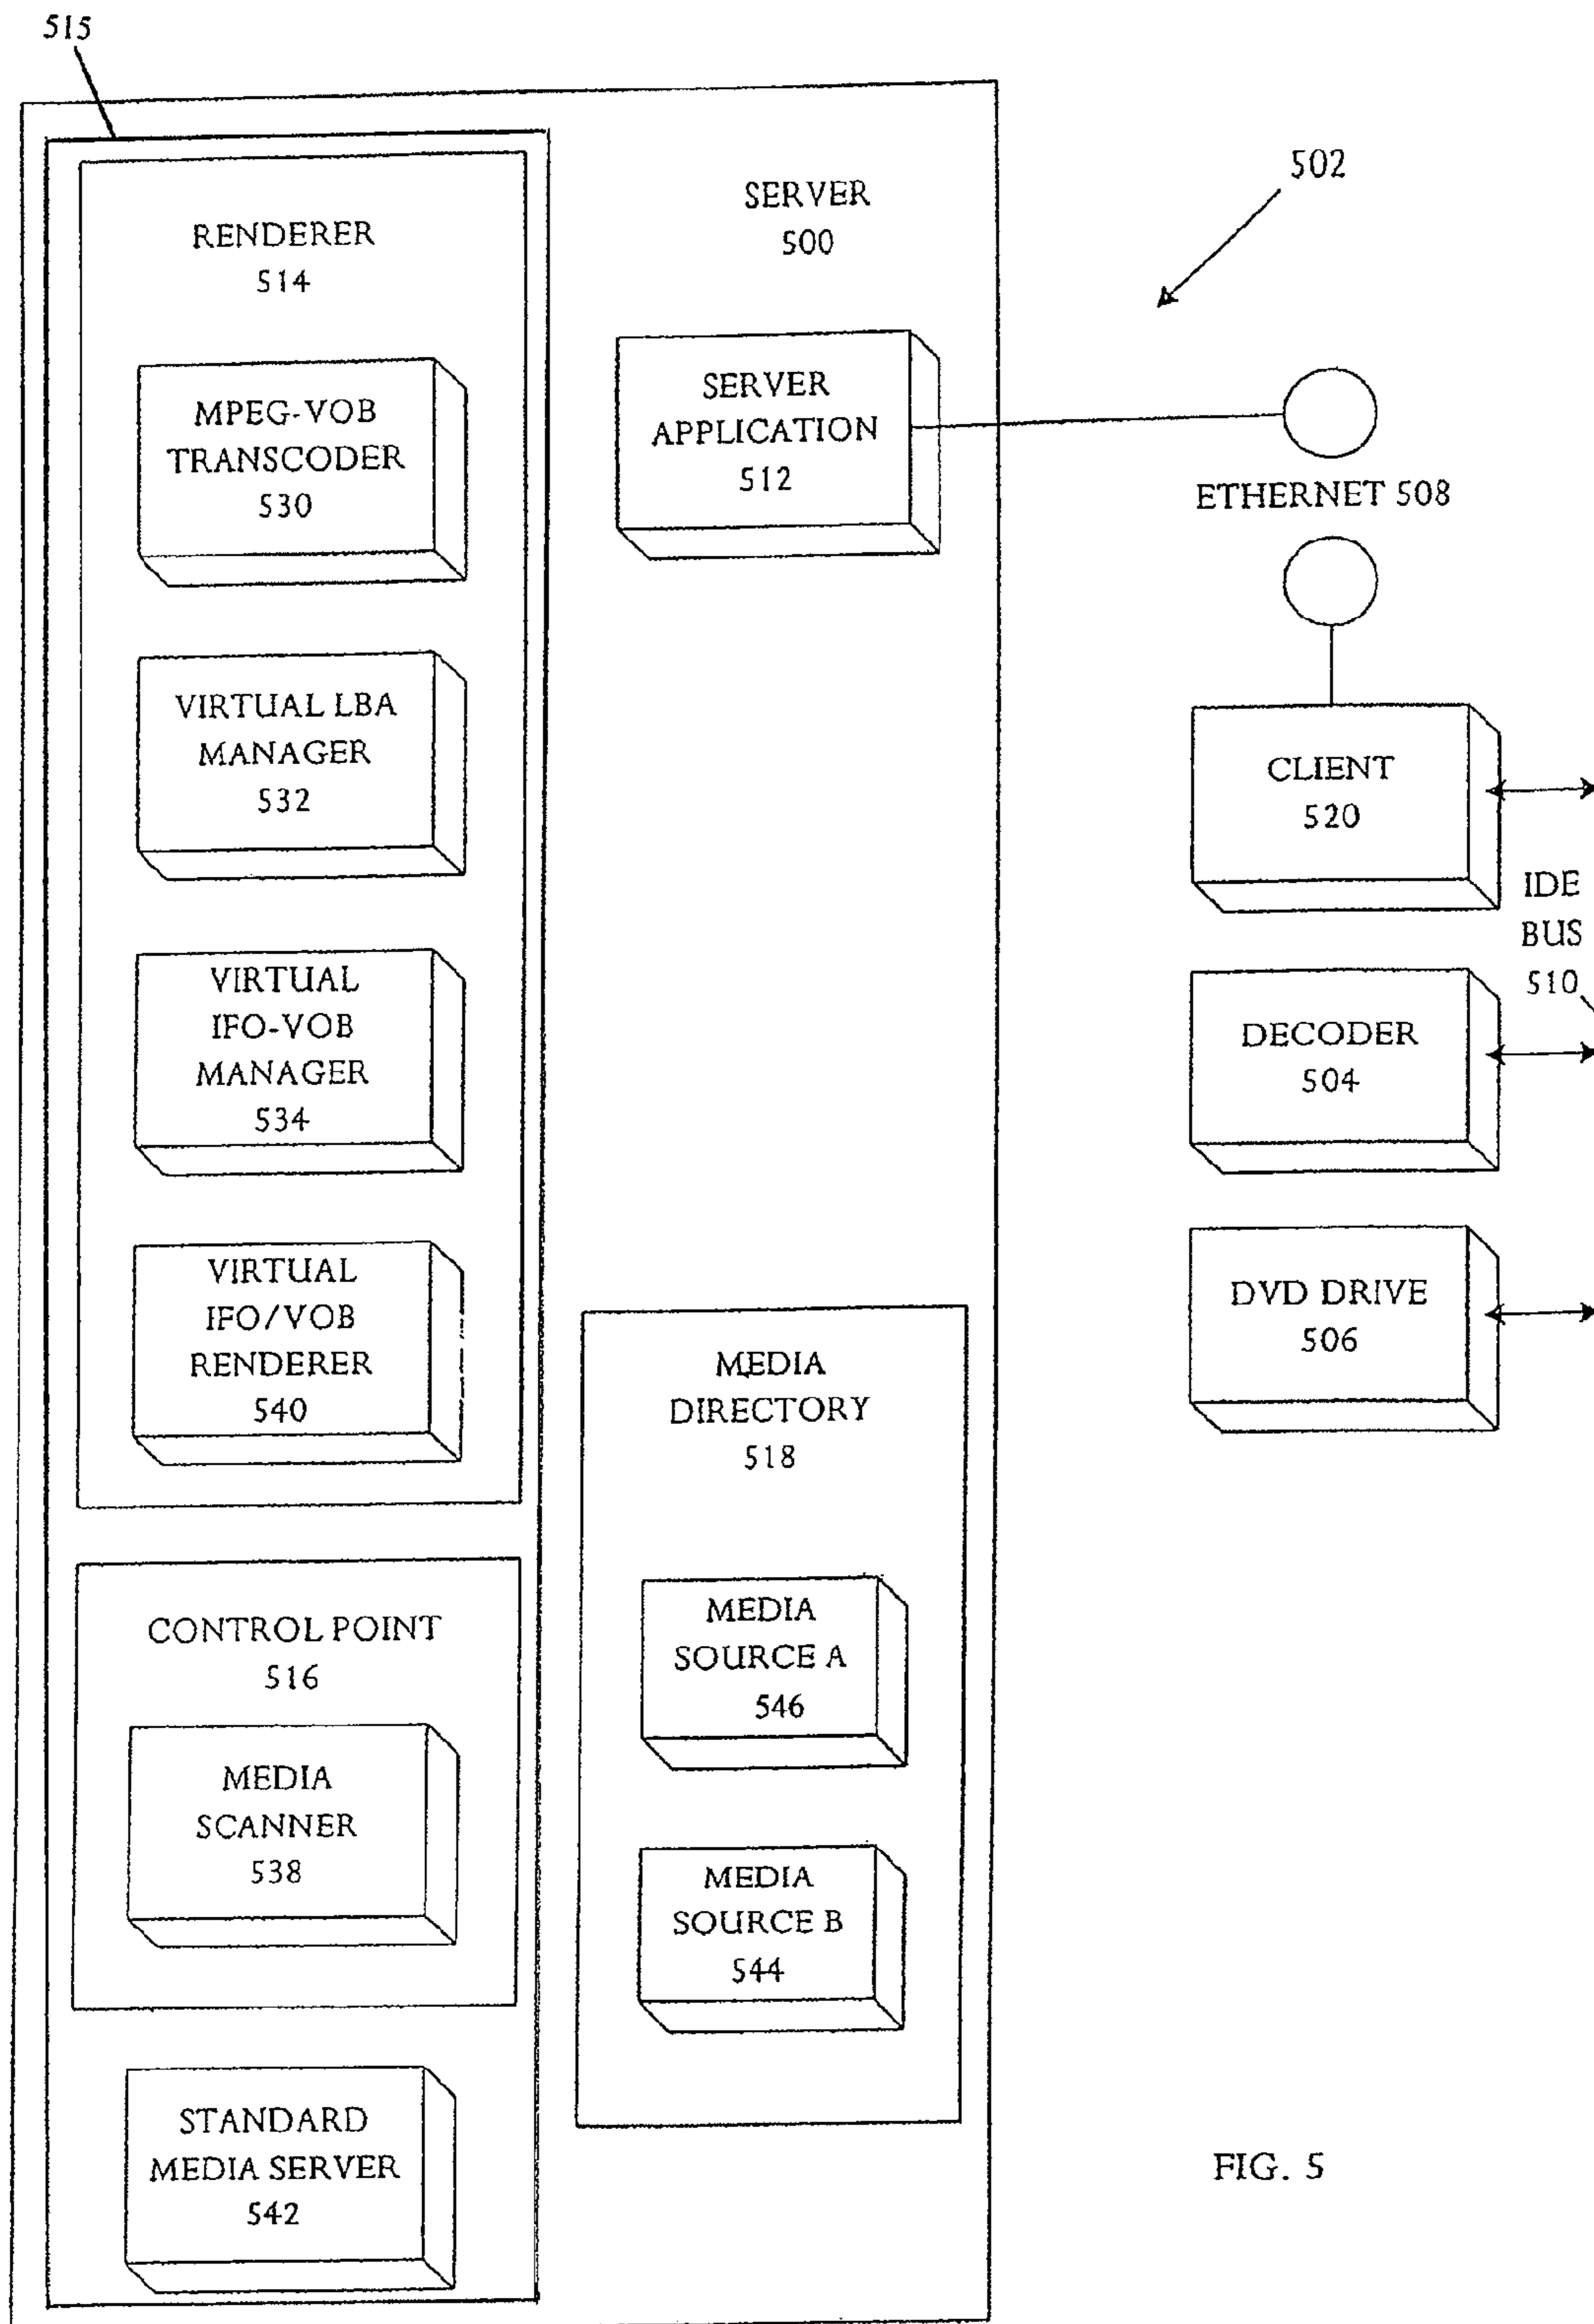 515
502
SERVER
500
RENDERER
514
MPEG-VOB
TRANSCODER
530
SERVER
APPLICATION
512
ETHERNET 508
VIRTUAL LBA
MANAGER
532
CLIENT
520
IDE
BUS
510
VIRTUAL
IFO-VOB
MANAGER
534
DECODER
504
VIRTUAL
IFO/VOB
RENDERER
540
DVD DRIVE
506
MEDIA
DIRECTORY
518
CONTROL POINT
516
MEDIA
SOURCE A
546
MEDIA
SCANNER
538
MEDIA
SOURCE B
544
STANDARD
MEDIA SERVER
542
FIG. 5